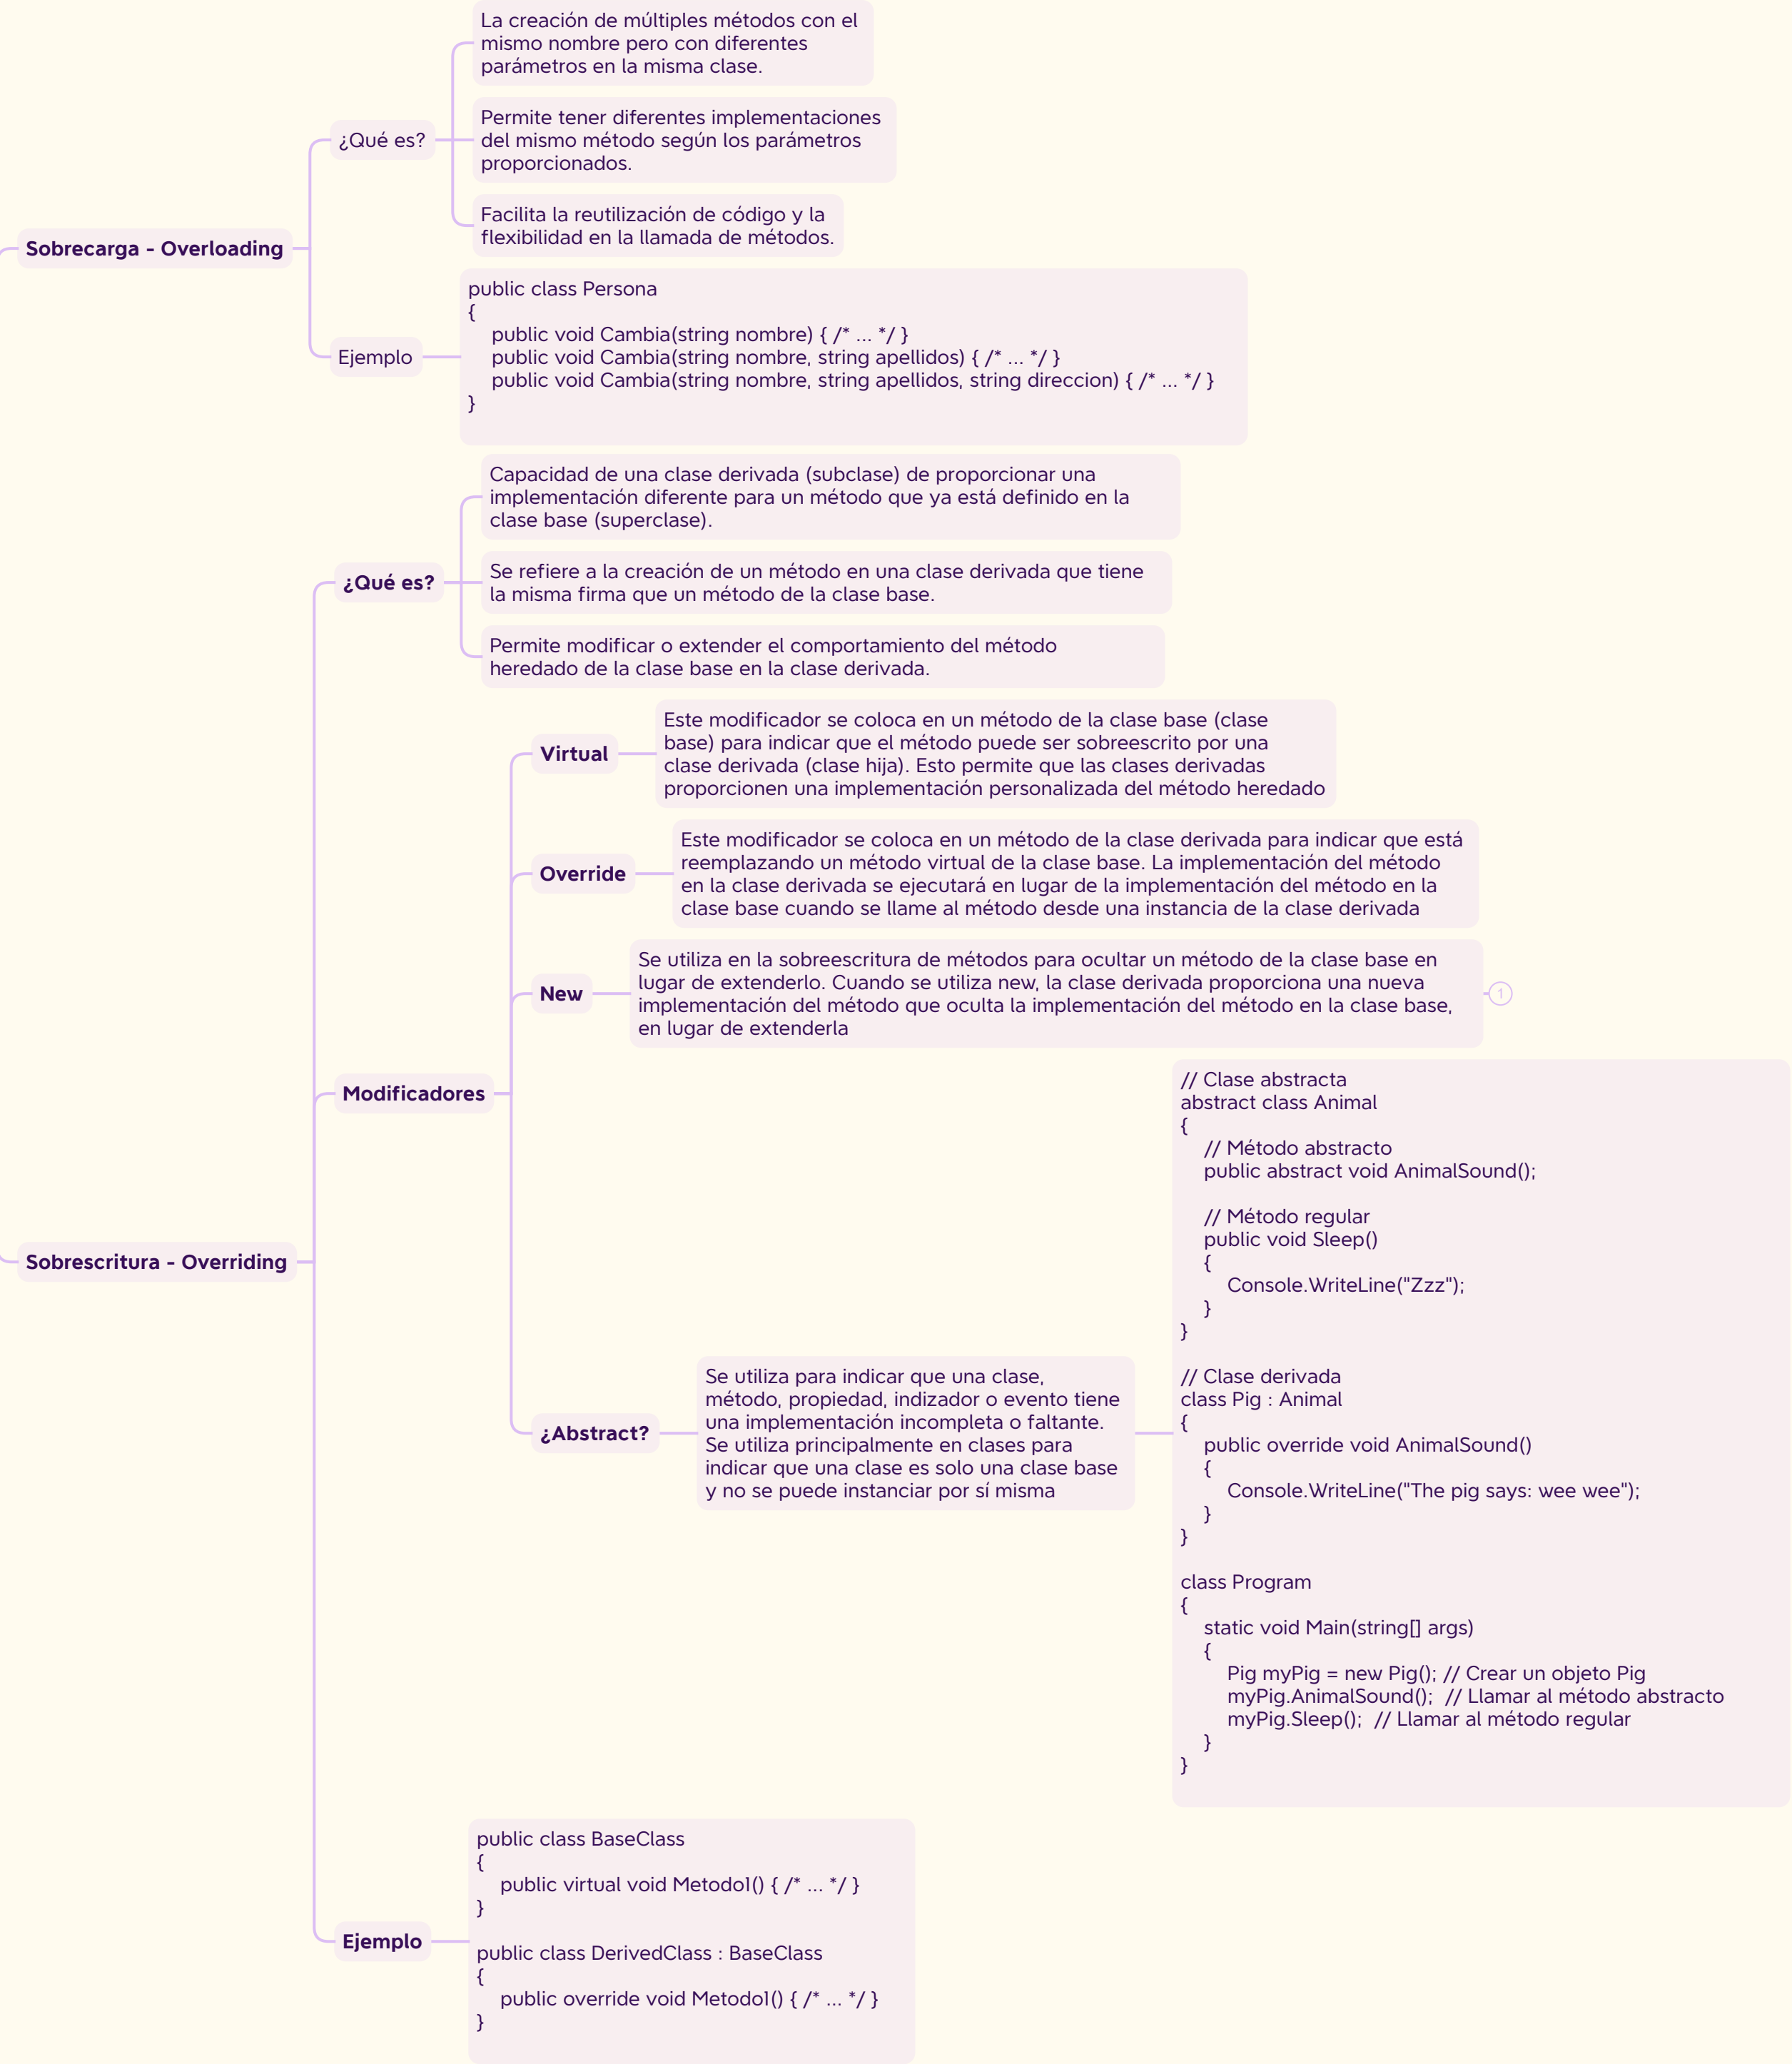 Sobrecarga - Overloading
¿Qué es?
La creación de múltiples métodos con el
mismo nombre pero con diferentes
parámetros en la misma clase.
Permite tener diferentes implementaciones
del mismo método según los parámetros
proporcionados.
Facilita la reutilización de código y la
flexibilidad en la llamada de métodos.
Ejemplo
public class Persona
{
    public void Cambia(string nombre) { /* ... */ }
    public void Cambia(string nombre, string apellidos) { /* ... */ }
    public void Cambia(string nombre, string apellidos, string direccion) { /* ... */ }
}
Sobrescritura - Overriding
¿Qué es?
Capacidad de una clase derivada (subclase) de proporcionar una
implementación diferente para un método que ya está definido en la
clase base (superclase).
Se refiere a la creación de un método en una clase derivada que tiene
la misma firma que un método de la clase base.
Permite modificar o extender el comportamiento del método
heredado de la clase base en la clase derivada.
Modificadores
Virtual
Este modificador se coloca en un método de la clase base (clase
base) para indicar que el método puede ser sobreescrito por una
clase derivada (clase hija). Esto permite que las clases derivadas
proporcionen una implementación personalizada del método heredado
Override
Este modificador se coloca en un método de la clase derivada para indicar que está
reemplazando un método virtual de la clase base. La implementación del método
en la clase derivada se ejecutará en lugar de la implementación del método en la
clase base cuando se llame al método desde una instancia de la clase derivada
New
Se utiliza en la sobreescritura de métodos para ocultar un método de la clase base en
lugar de extenderlo. Cuando se utiliza new, la clase derivada proporciona una nueva
implementación del método que oculta la implementación del método en la clase base,
en lugar de extenderla
1
¿Abstract?
Se utiliza para indicar que una clase,
método, propiedad, indizador o evento tiene
una implementación incompleta o faltante.
Se utiliza principalmente en clases para
indicar que una clase es solo una clase base
y no se puede instanciar por sí misma
// Clase abstracta
abstract class Animal
{
    // Método abstracto
    public abstract void AnimalSound();
    // Método regular
    public void Sleep()
    {
        Console.WriteLine("Zzz");
    }
}
// Clase derivada
class Pig : Animal
{
    public override void AnimalSound()
    {
        Console.WriteLine("The pig says: wee wee");
    }
}
class Program
{
    static void Main(string[] args)
    {
        Pig myPig = new Pig(); // Crear un objeto Pig
        myPig.AnimalSound();  // Llamar al método abstracto
        myPig.Sleep();  // Llamar al método regular
    }
}
Ejemplo
public class BaseClass
{
    public virtual void Metodo1() { /* ... */ }
}
public class DerivedClass : BaseClass
{
    public override void Metodo1() { /* ... */ }
}